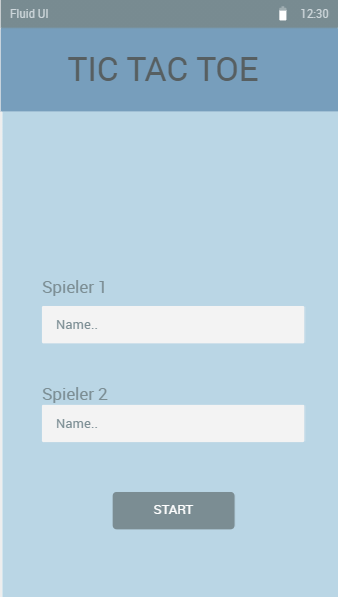 Fluid UI 12:30
TIC TAC TOE
Spieler 1
Name..
Spieler 2
Name..
START